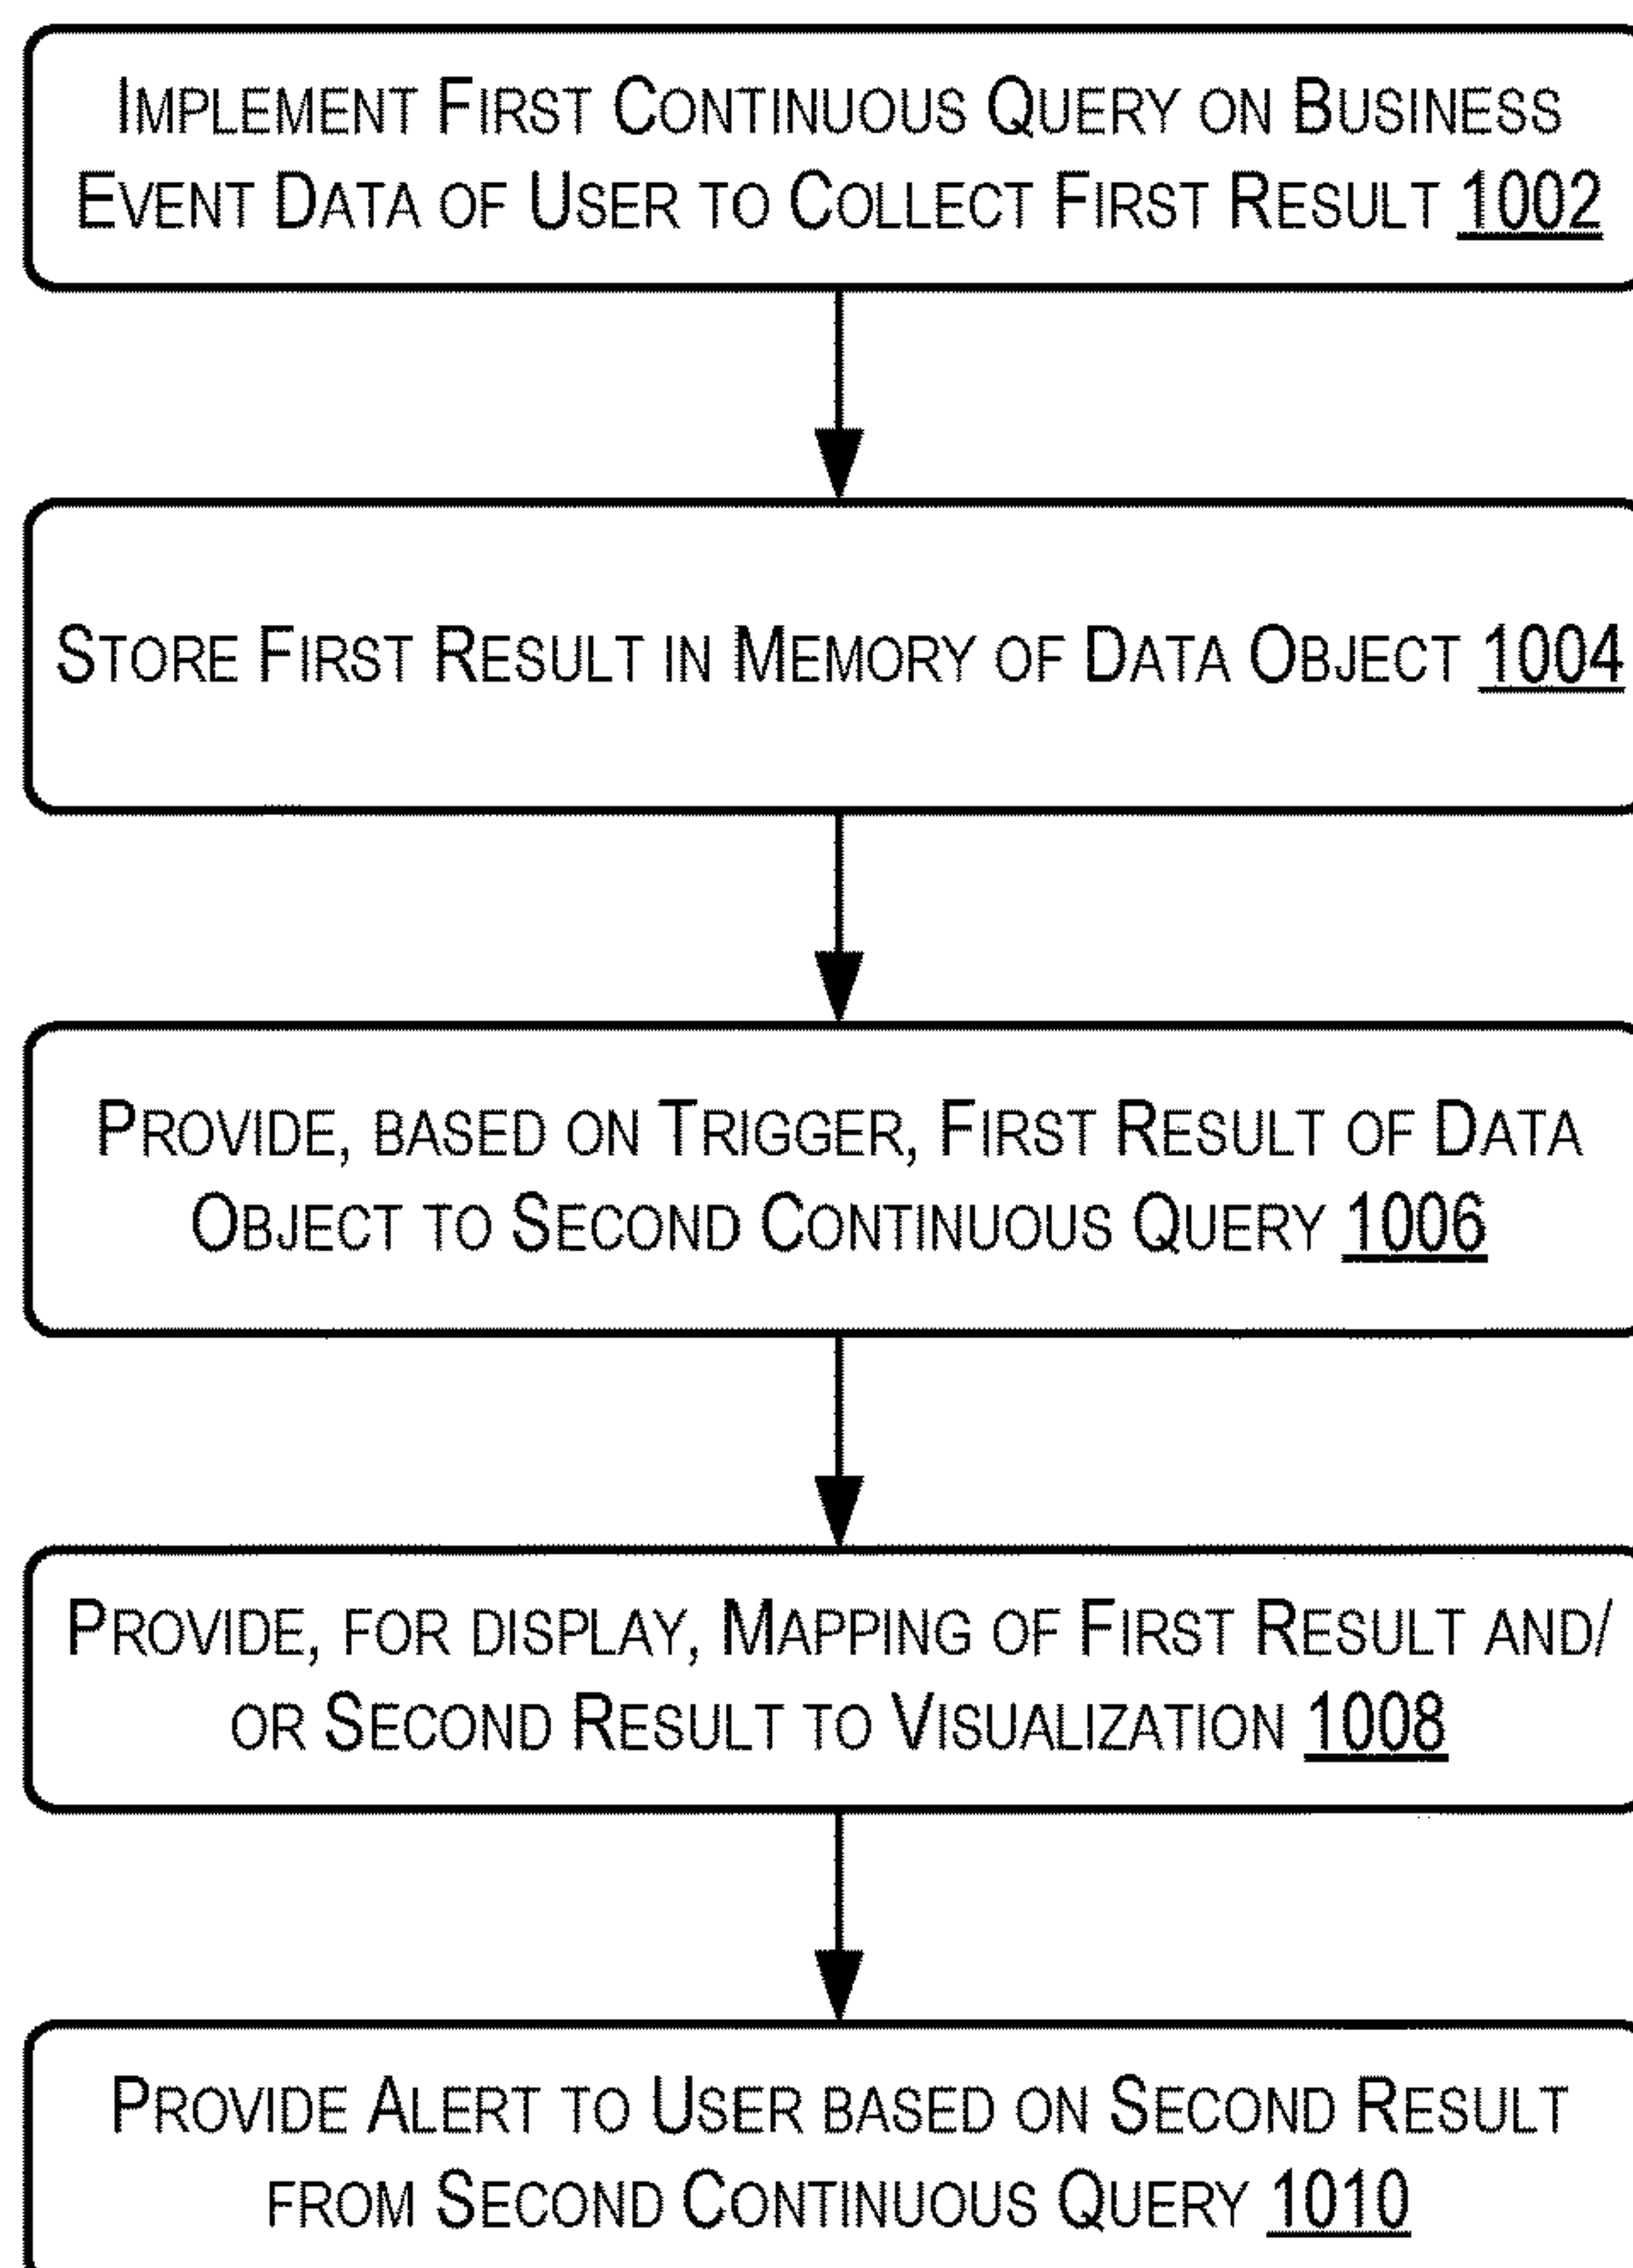 IMPLEMENT FIRST CONTINUOUS QUERY ON BUSINESS
EVENT DATA OF USER TO COLLECT FIRST RESULT 1002
STORE FIRST RESULT IN MEMORY OF DATA OBJECT 1004
PROVIDE, BASED ON TRIGGER, FIRST RESULT OF DATA
OBJECT TO SECOND CONTINUOUS QUERY 1006
PROVIDE, FOR DISPLAY, MAPPING OF FIRST RESULT AND/
OR SECOND RESULT TO VISUALIZATION 1008
PROVIDE ALERT TO USER BASED ON SECOND RESULT
FROM SECOND CONTINUOUS QUERY 1010